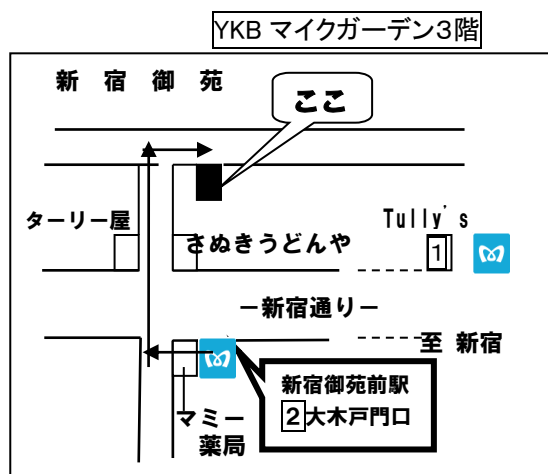 YKB マイクガーデン3階
新 宿 御 苑
ここ
ターリー屋
さぬきうどんや
Tully's
1
ー新宿通りー
至 新宿
新宿御苑前駅
2大木戸門口
マミー
薬局